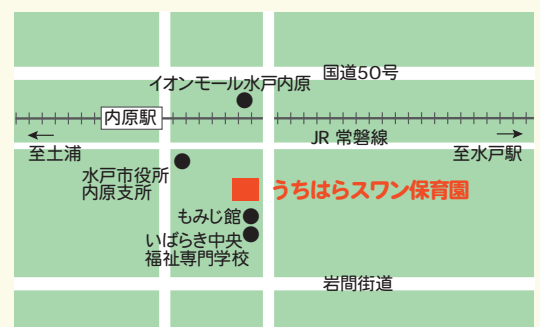 国道50号
イオンモール水戸内原
内原駅
JR 常磐線
至土浦
至水戸駅
水戸市役所
内原支所
うちはらスワン保育園
もみじ館
いばらき中央
福祉専門学校
岩間街道